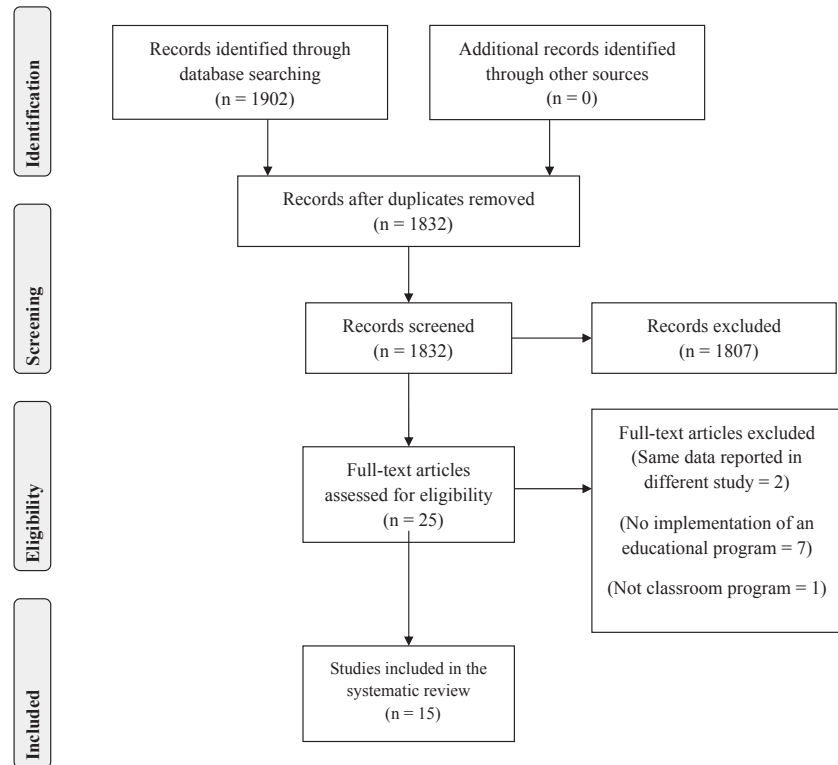 Identification
Records identified through
database searching
(n = 1902)
Additional records identified
through other sources
(n = 0)
Records after duplicates removed
(n = 1832)
Screening
Records screened
(n = 1832)
Records excluded
(n = 1807)
Eligibility
Full-text articles
assessed for eligibility
(n = 25)
Full-text articles excluded
(Same data reported in
different study = 2)
(No implementation of an
educational program = 7)
(Not classroom program = 1)
Included
Studies included in the
systematic review
(n = 15)